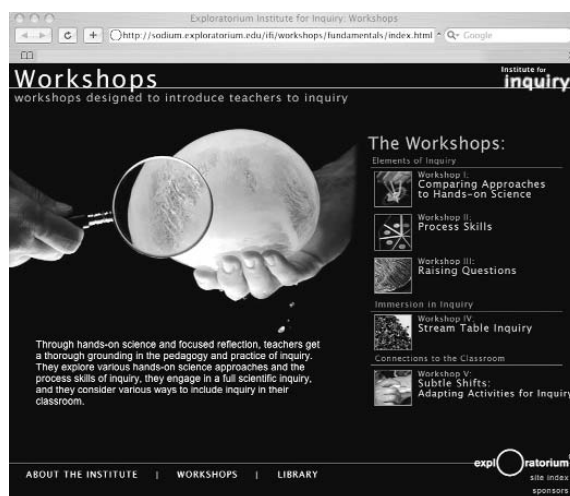 Exploratorium Institute for Inquiry: Workshops
http://sodium.exploratorium.edu/ifi/workshops/fundamentals/index.html
Google
Workshops
workshops designed to introduce teachers to inquiry
Institute for
inquiry
The Workshops:
Elements of Inquiry
Workshop I:
Comparing Approaches
to Hands-on Science
Workshop II:
Process Skills
Workshop III:
Raising Questions
Immersion in Inquiry
Workshop IV:
Stream Table Inquiry
Connections to the Classroom
Workshop V:
Subtle Shifts:
Adapting Activities for Inquiry
Through hands-on science and focused reflection, teachers get
a thorough grounding in the pedagogy and practice of inquiry.
They explore various hands-on science approaches and the
process skills of inquiry, they engage in a full scientific inquiry,
and they consider various ways to include inquiry in their
classroom.
ABOUT THE INSTITUTE | WORKSHOPS | LIBRARY
exploratorium
site index
sponsors